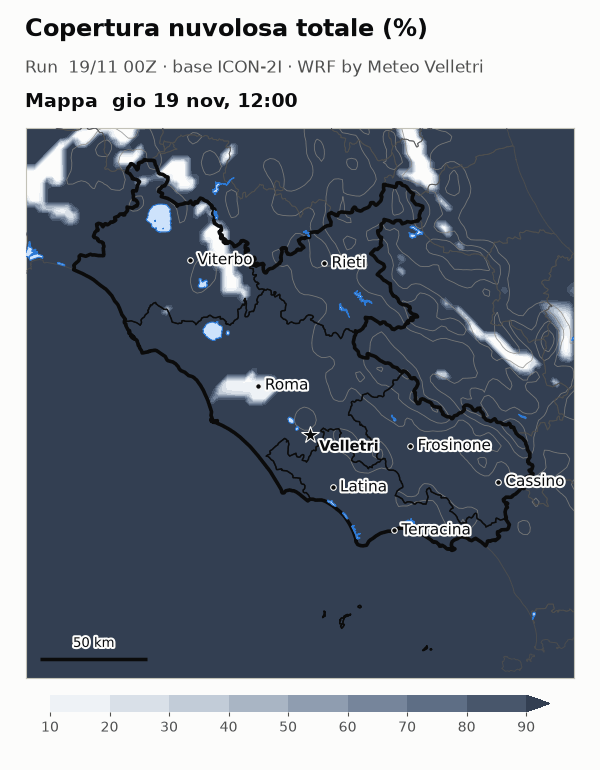 Copertura nuvolosa totale (%)
Run  19/11 00Z · base ICON-2I · WRF by Meteo Velletri
Mappa  gio 19 nov, 12:00
Viterbo
Rieti
Roma
Velletri
Frosinone
Cassino
Latina
Terracina
50 km
10 20 30 40 50 60 70 80 90